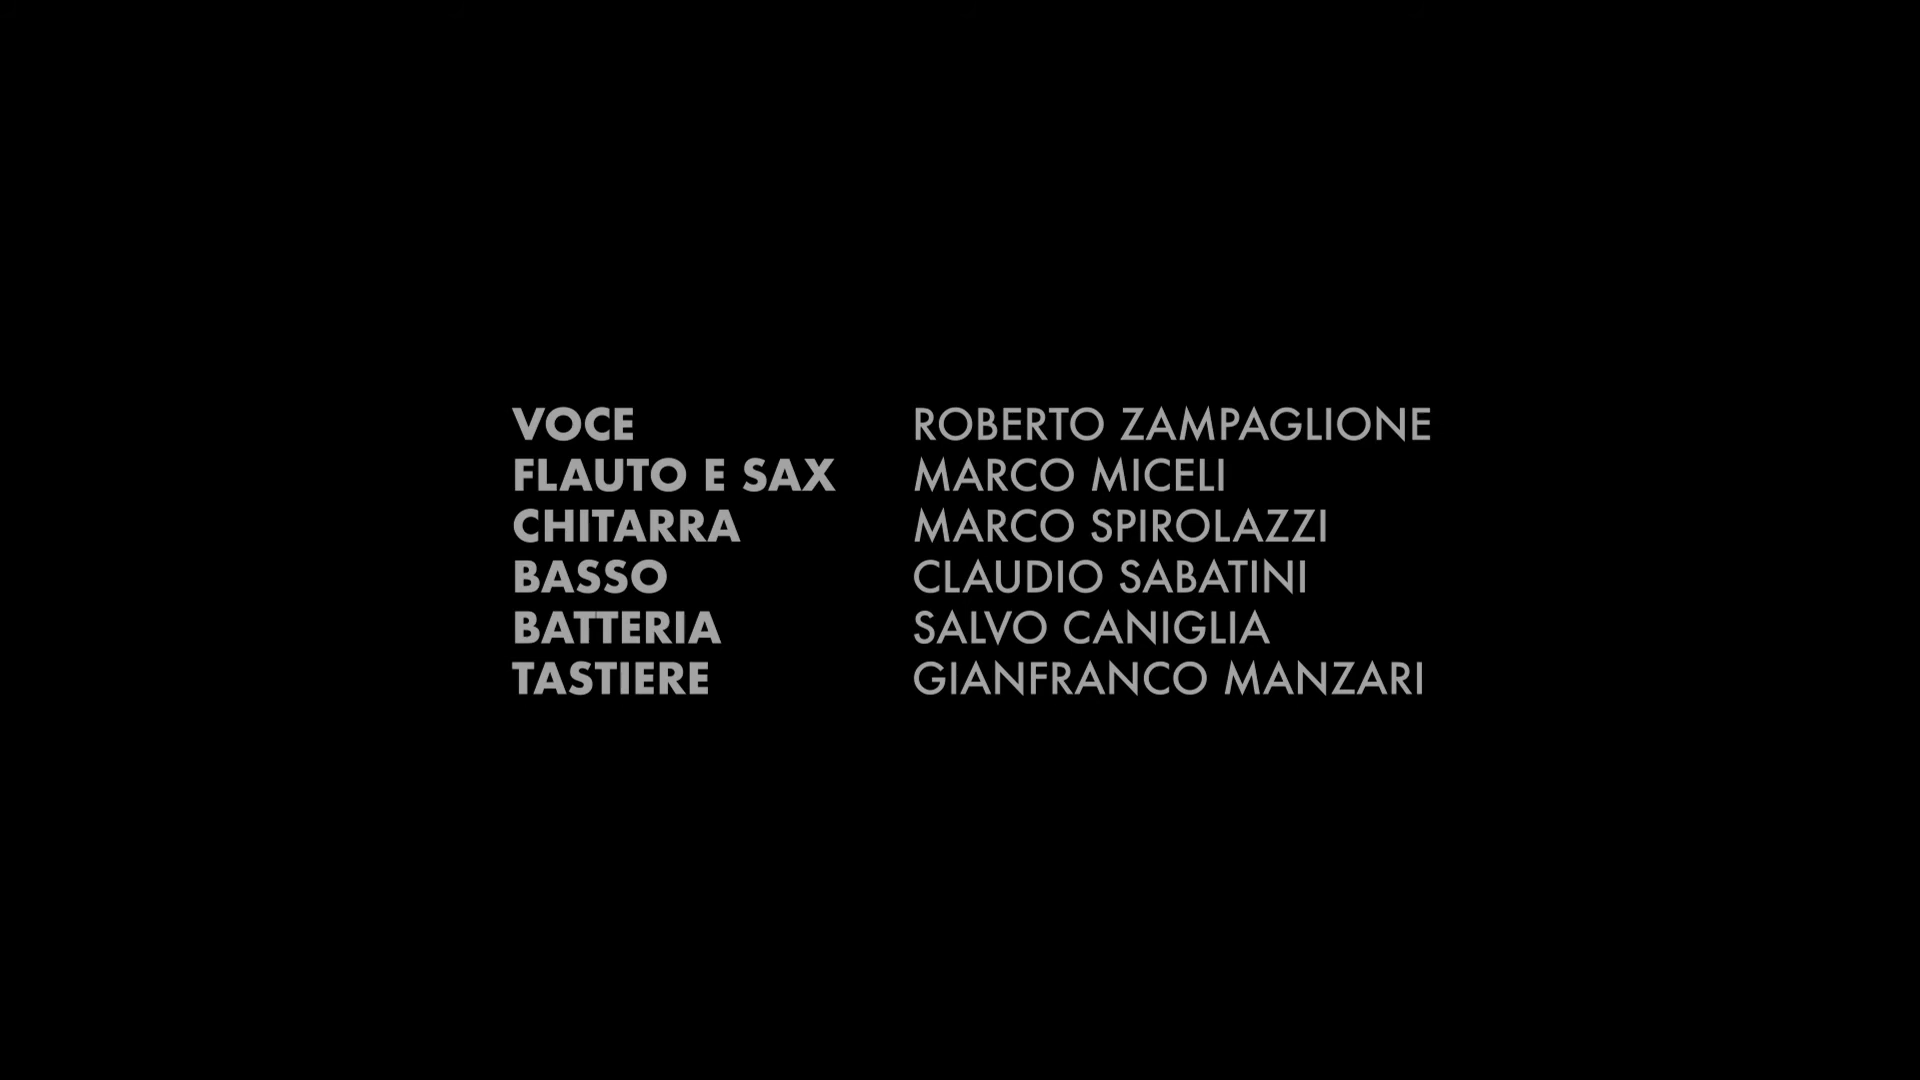 VOCE ROBERTO ZAMPAGLIONE
FLAUTO E SAX MARCO MICELI
CHITARRA MARCO SPIROLAZZI
BASSO CLAUDIO SABATINI
BATTERIA SALVO CANIGLIA
TASTIERE GIANFRANCO MANZARI